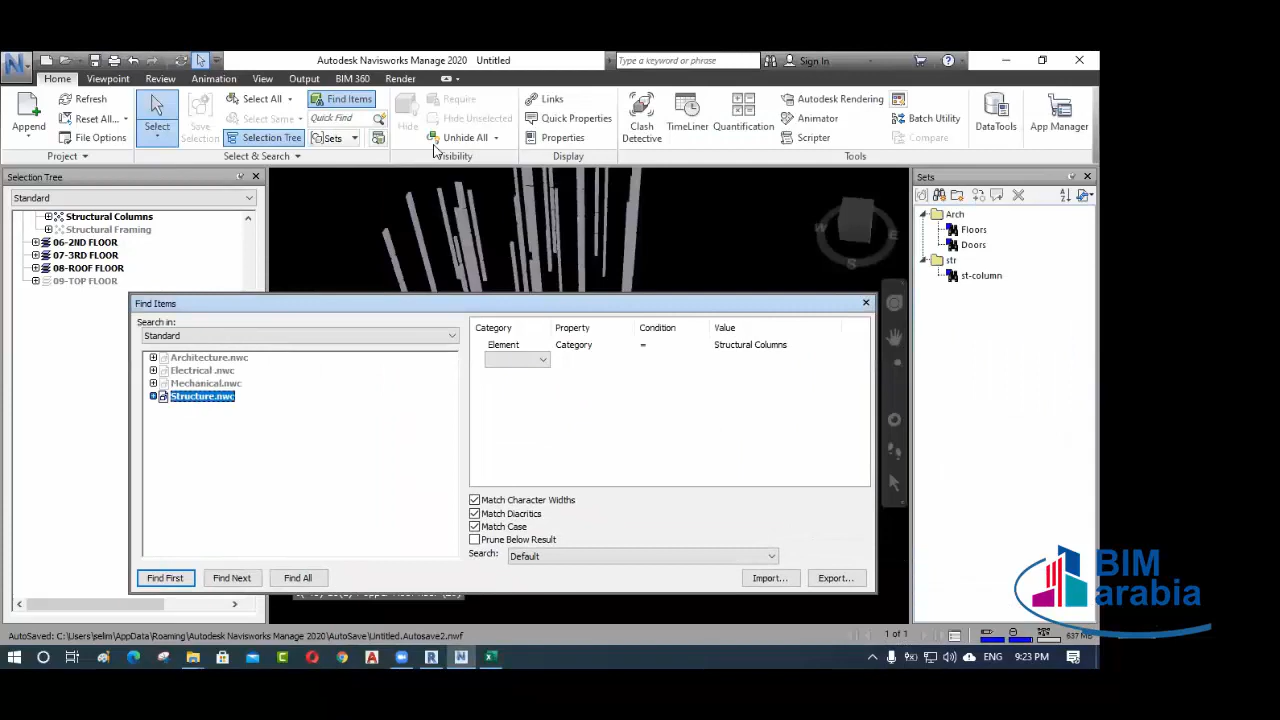 Autodesk Navisworks Manage 2020 Untitled
Type a keyword or phrase
Sign In
Home Viewpoint Review Animation View Output BIM 360 Render
Append
Refresh
Reset All...
File Options
Project
Select
Save
Selection
Select All
Select Same
Selection Tree
Find Items
Quick Find
Sets
Select & Search
Hide
Require
Hide Unselected
Unhide All
Visibility
Links
Quick Properties
Properties
Display
Clash
Detective
TimeLiner
Quantification
Autodesk Rendering
Animator
Scripter
Batch Utility
Compare
DataTools
App Manager
Tools
Selection Tree
Standard
Structural Columns
Structural Framing
06-2ND FLOOR
07-3RD FLOOR
08-ROOF FLOOR
09-TOP FLOOR
W E
S
Sets
Arch
Floors
Doors
str
st-column
Find Items
Search in:
Standard
Architecture.nwc
Electrical .nwc
Mechanical.nwc
Structure.nwc
Category Property Condition Value
Element Category = Structural Columns
Match Character Widths
Match Diacritics
Match Case
Prune Below Result
Search: Default
Find First Find Next Find All Import... Export...
BIM
arabia
AutoSaved: C:\Users\selm\AppData\Roaming\Autodesk Navisworks Manage 2020\AutoSave\Untitled.Autosave2.nwf
1 of 1
637 MB
ENG 9:23 PM